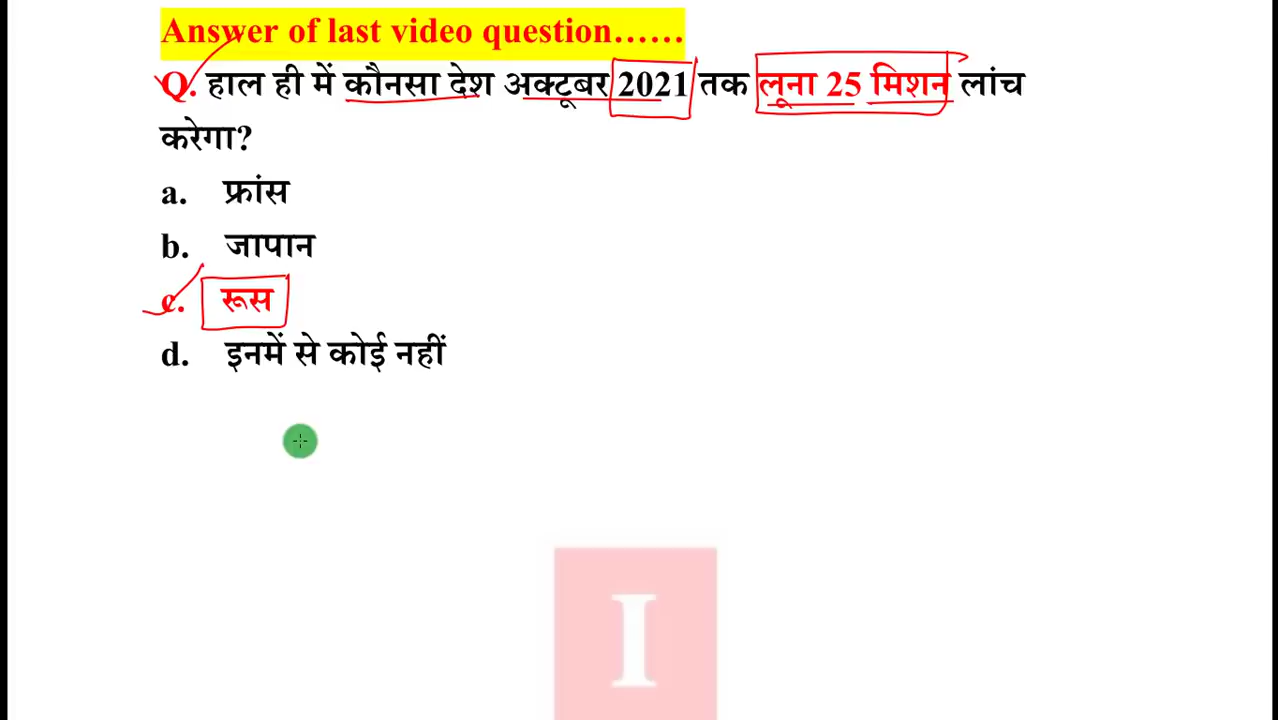 Answer of last video question……
Q. हाल ही में कौनसा देश अक्टूबर 2021 तक लूना 25 मिशन लांच
करेगा?
a. फ्रांस
b. जापान
c. रूस
d. इनमें से कोई नहीं
I